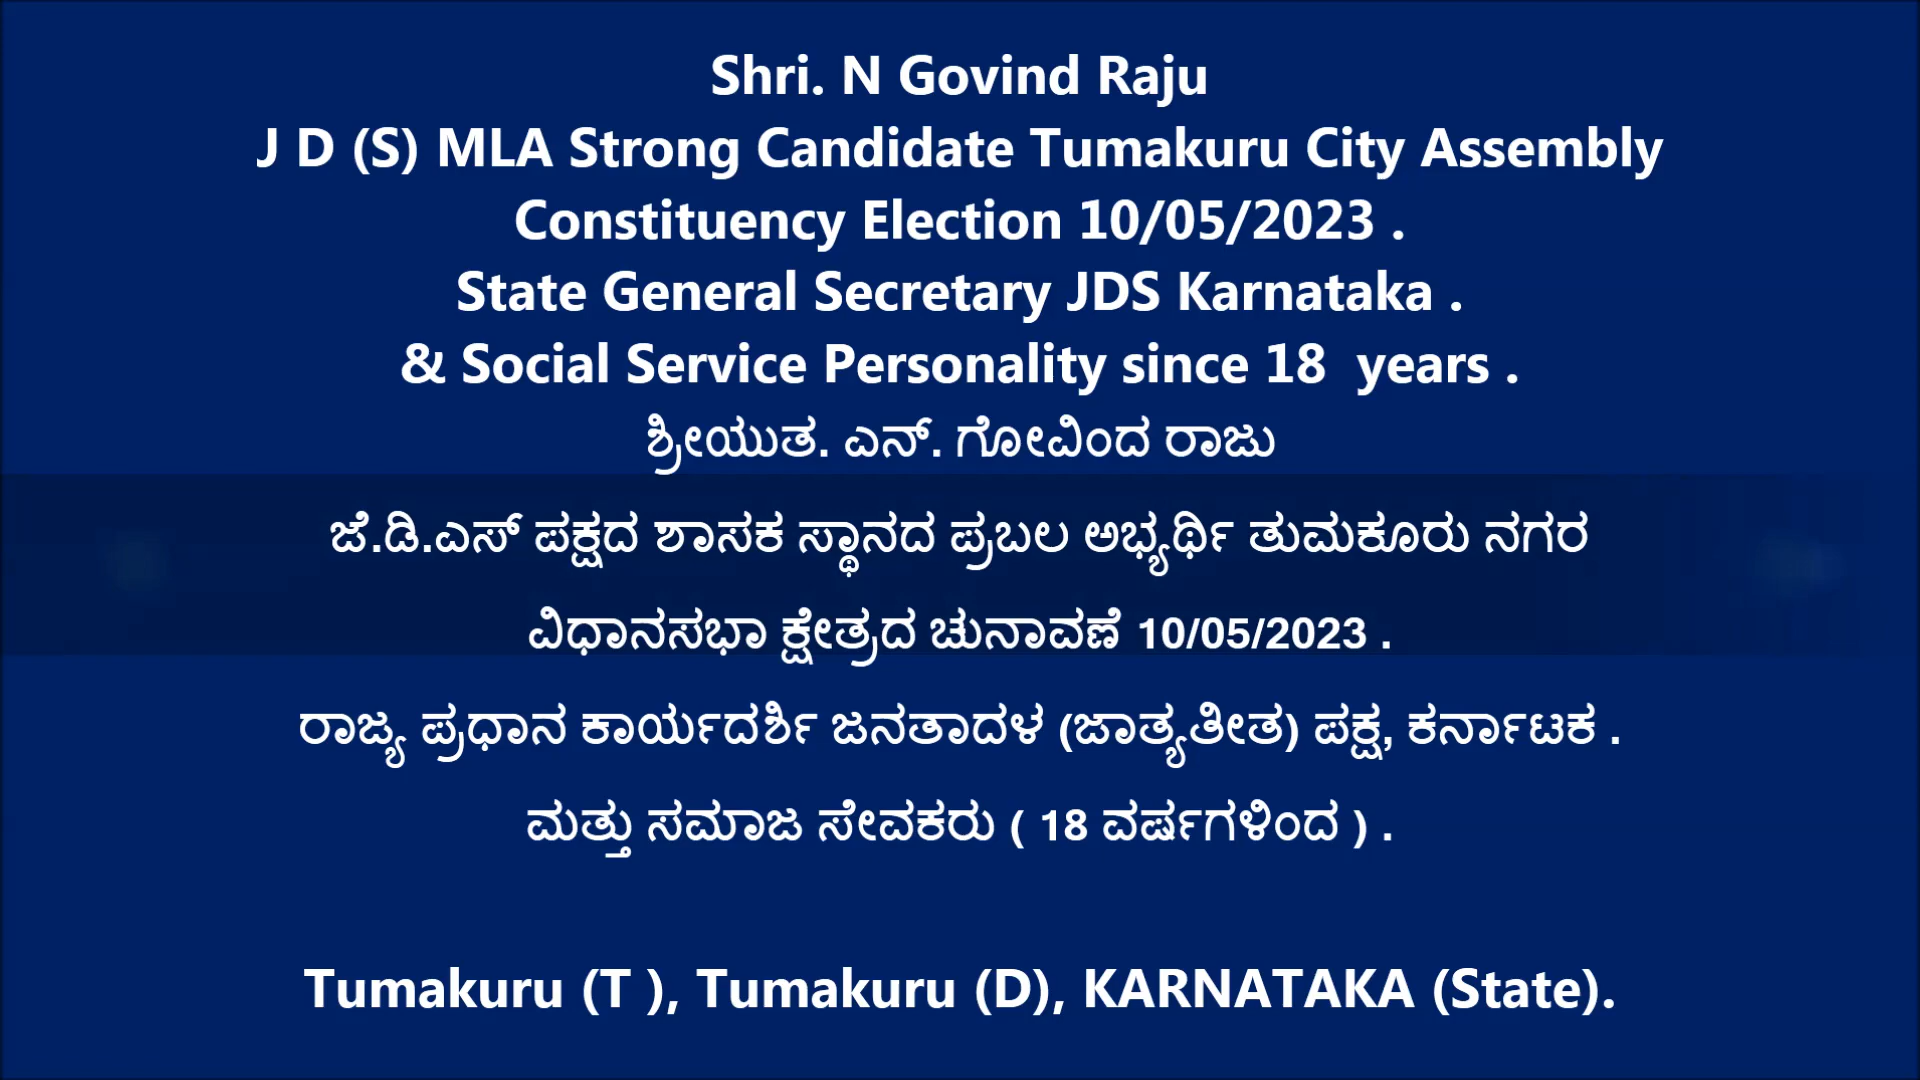 Shri. N Govind Raju
J D (S) MLA Strong Candidate Tumakuru City Assembly
Constituency Election 10/05/2023 .
State General Secretary JDS Karnataka .
& Social Service Personality since 18 years .
ಶ್ರೀಯುತ. ಎನ್. ಗೋವಿಂದ ರಾಜು
ಜೆ.ಡಿ.ಎಸ್ ಪಕ್ಷದ ಶಾಸಕ ಸ್ಥಾನದ ಪ್ರಬಲ ಅಭ್ಯರ್ಥಿ ತುಮಕೂರು ನಗರ
ವಿಧಾನಸಭಾ ಕ್ಷೇತ್ರದ ಚುನಾವಣೆ 10/05/2023 .
ರಾಜ್ಯ ಪ್ರಧಾನ ಕಾರ್ಯದರ್ಶಿ ಜನತಾದಳ (ಜಾತ್ಯತೀತ) ಪಕ್ಷ, ಕರ್ನಾಟಕ .
ಮತ್ತು ಸಮಾಜ ಸೇವಕರು ( 18 ವರ್ಷಗಳಿಂದ ) .
Tumakuru (T ), Tumakuru (D), KARNATAKA (State).